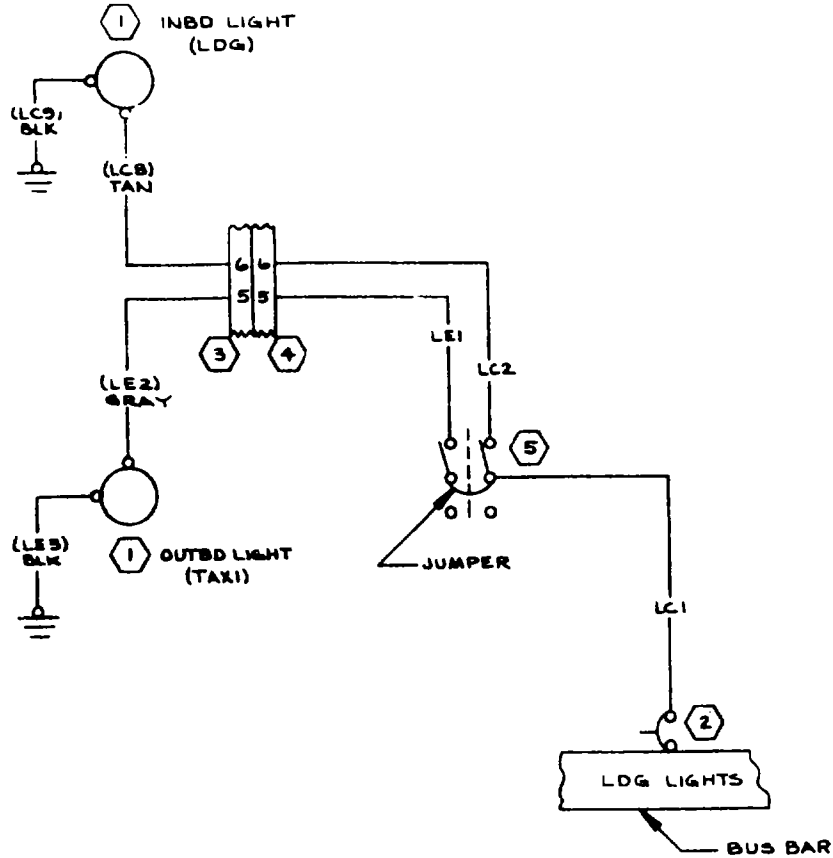 1 INBD LIGHT
(LDG)
(LC9)
BLK
(LC8)
TAN
6 6
5 5
3 4
LE1
LC2
(LE2)
GRAY
5
(LE3)
BLK
1 OUTBD LIGHT
(TAXI)
JUMPER
LC1
2
LDG LIGHTS
BUS BAR